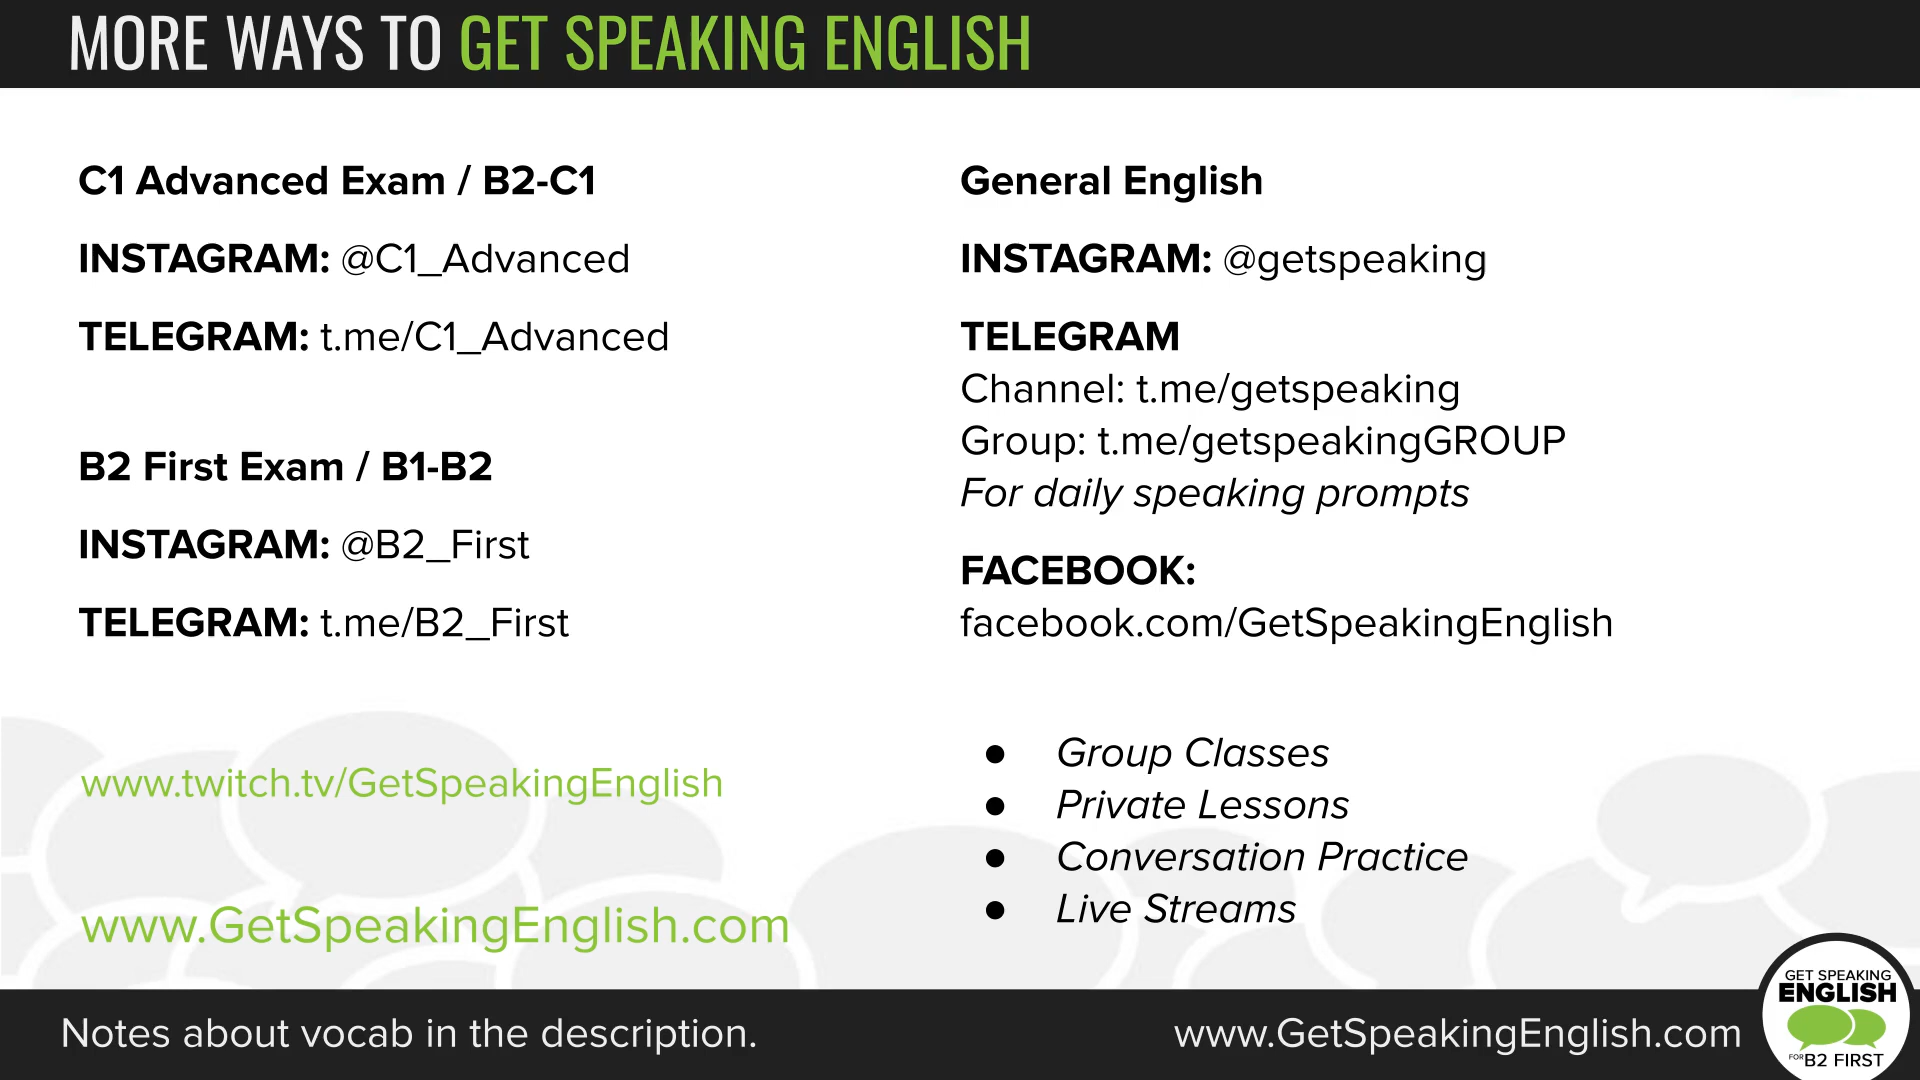 MORE WAYS TO GET SPEAKING ENGLISH
C1 Advanced Exam / B2-C1
INSTAGRAM: @C1_Advanced
TELEGRAM: t.me/C1_Advanced
B2 First Exam / B1-B2
INSTAGRAM: @B2_First
TELEGRAM: t.me/B2_First
www.twitch.tv/GetSpeakingEnglish
www.GetSpeakingEnglish.com
General English
INSTAGRAM: @getspeaking
TELEGRAM
Channel: t.me/getspeaking
Group: t.me/getspeakingGROUP
For daily speaking prompts
FACEBOOK:
facebook.com/GetSpeakingEnglish
● Group Classes
● Private Lessons
● Conversation Practice
● Live Streams
Notes about vocab in the description.
www.GetSpeakingEnglish.com
GET SPEAKING
ENGLISH
FOR B2 FIRST